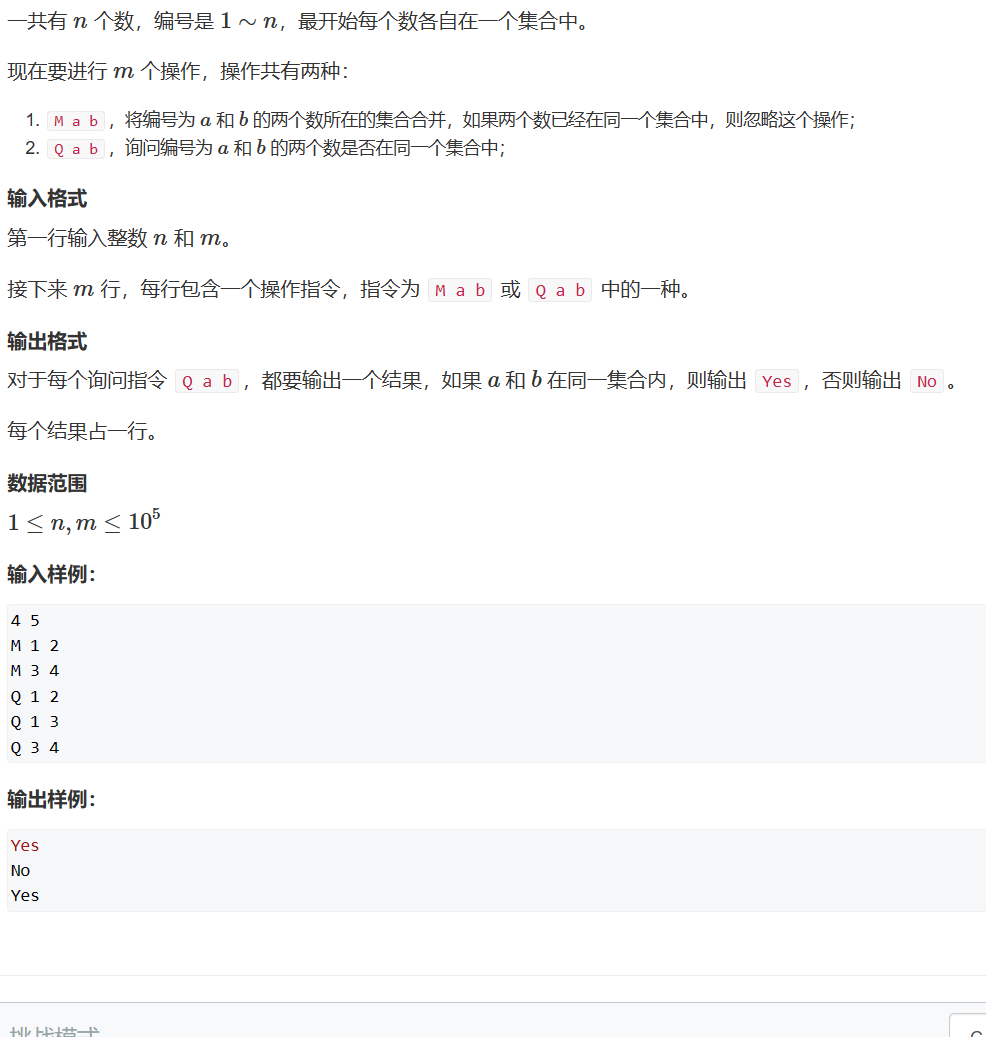 一共有 n 个数，编号是 1 ~ n，最开始每个数各自在一个集合中。
现在要进行 m 个操作，操作共有两种：
1. M a b ，将编号为 a 和 b 的两个数所在的集合合并，如果两个数已经在同一个集合中，则忽略这个操作；
2. Q a b ，询问编号为 a 和 b 的两个数是否在同一个集合中；
输入格式
第一行输入整数 n 和 m。
接下来 m 行，每行包含一个操作指令，指令为 M a b 或 Q a b 中的一种。
输出格式
对于每个询问指令 Q a b ，都要输出一个结果，如果 a 和 b 在同一集合内，则输出 Yes ，否则输出 No 。
每个结果占一行。
数据范围
1 ≤ n, m ≤ 10⁵
输入样例：
4 5
M 1 2
M 3 4
Q 1 2
Q 1 3
Q 3 4
输出样例：
Yes
No
Yes
挑战模式